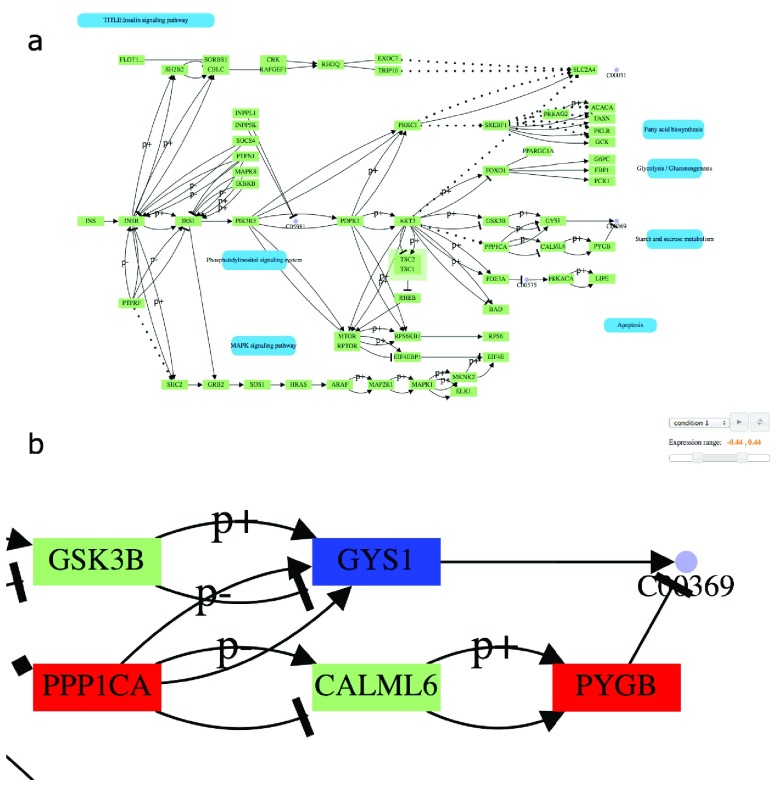 TITLE:Insulin signaling pathway
a
FLOT1...
SORBS1
SH2B2
CBLC
CRK
RAPGEF1
RHOQ
EXOC7
TRIP10
SLC2A4
C00031
p+
p+
INPPL1
INPP5K
SOCS4
PTPN1
MAPK8
IKBKB
PRKCI
SREBF1
PRKAG2
p+
ACACA
FASN
PKLR
GCK
Fatty acid biosynthesis
PPARGC1A
FOXO1
G6PC
FBP1
PCK1
Glycolysis / Gluconeogenesis
p+
p+
p-
p-
INS
INSR
p+
IRS1
PIK3R5
C05981
PDPK1
p+
AKT3
p+
GSK3B
p+
GYS1
C00369
p-
PPP1CA
p-
CALML6
p+
PYGB
Starch and sucrose metabolism
p-
p-
Phosphatidylinositol signaling system
TSC2
TSC1
p+
p+
p+
p+
PDE3A
C00575
PRKACA
p+
LIPE
PTPRF
RHEB
BAD
Apoptosis
MAPK signaling pathway
MTOR
RPTOR
p+
p+
RPS6KB1
RPS6
EIF4EBP1
EIF4E
SHC2
GRB2
SOS1
HRAS
ARAF
p+
MAP2K1
p+
MAPK1
p+
p+
MKNK2
p+
ELK1
condition 1
Expression range: -0.44 , 0.44
b
GSK3B
p+
GYS1
p-
C00369
PPP1CA
p-
CALML6
p+
PYGB